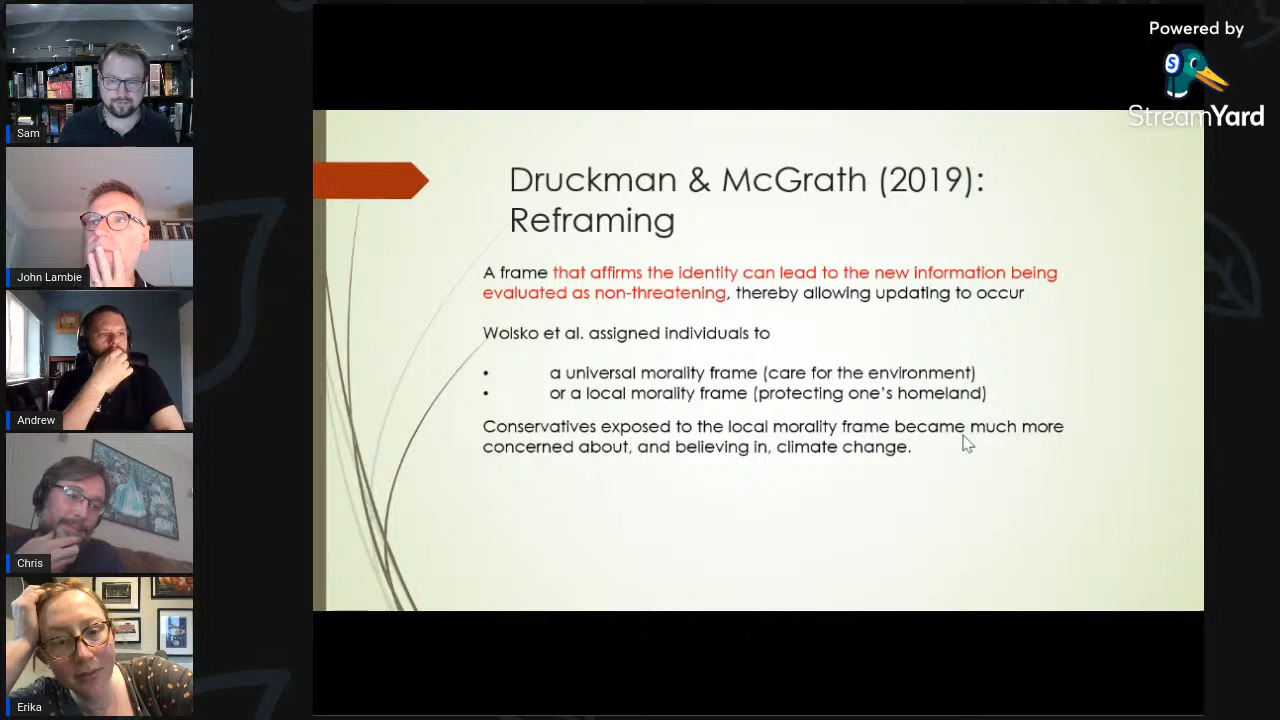 Powered by
S
StreamYard
Sam
John Lambie
Andrew
Chris
Erika
Druckman & McGrath (2019):
Reframing
A frame that affirms the identity can lead to the new information being
evaluated as non-threatening, thereby allowing updating to occur
Wolsko et al. assigned individuals to
• a universal morality frame (care for the environment)
• or a local morality frame (protecting one's homeland)
Conservatives exposed to the local morality frame became much more
concerned about, and believing in, climate change.